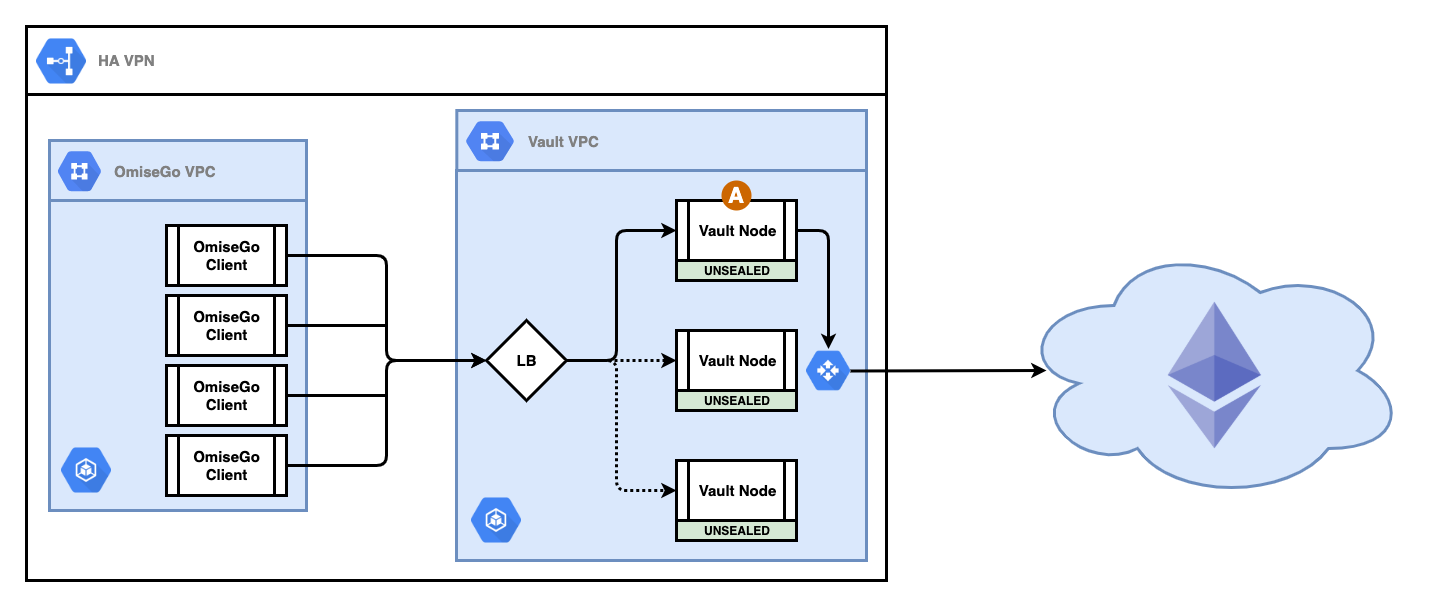 HA VPN
OmiseGo VPC
OmiseGo
Client
OmiseGo
Client
OmiseGo
Client
OmiseGo
Client
Vault VPC
LB
A
Vault Node
UNSEALED
Vault Node
UNSEALED
Vault Node
UNSEALED